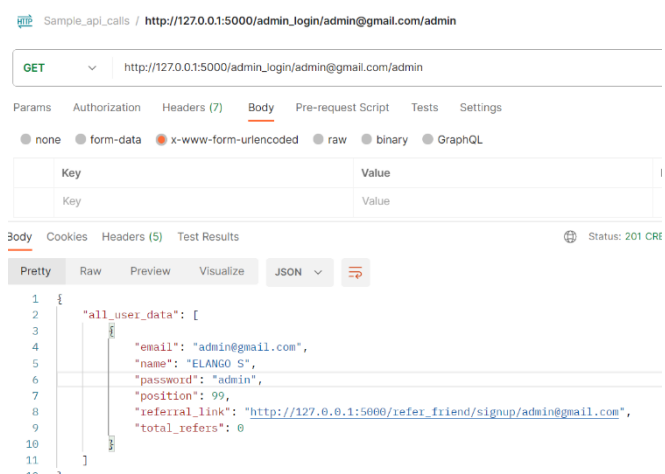 HTTP Sample_api_calls / http://127.0.0.1:5000/admin_login/admin@gmail.com/admin
GET http://127.0.0.1:5000/admin_login/admin@gmail.com/admin
Params Authorization Headers (7) Body Pre-request Script Tests Settings
none form-data x-www-form-urlencoded raw binary GraphQL
Key Value
Key Value
Body Cookies Headers (5) Test Results Status: 201 CRE
Pretty Raw Preview Visualize JSON
1 {
2 "all_user_data": [
3 {
4 "email": "admin@gmail.com",
5 "name": "ELANGO S",
6 "password": "admin",
7 "position": 99,
8 "referral_link": "http://127.0.0.1:5000/refer_friend/signup/admin@gmail.com",
9 "total_refers": 0
10 }
11 ]